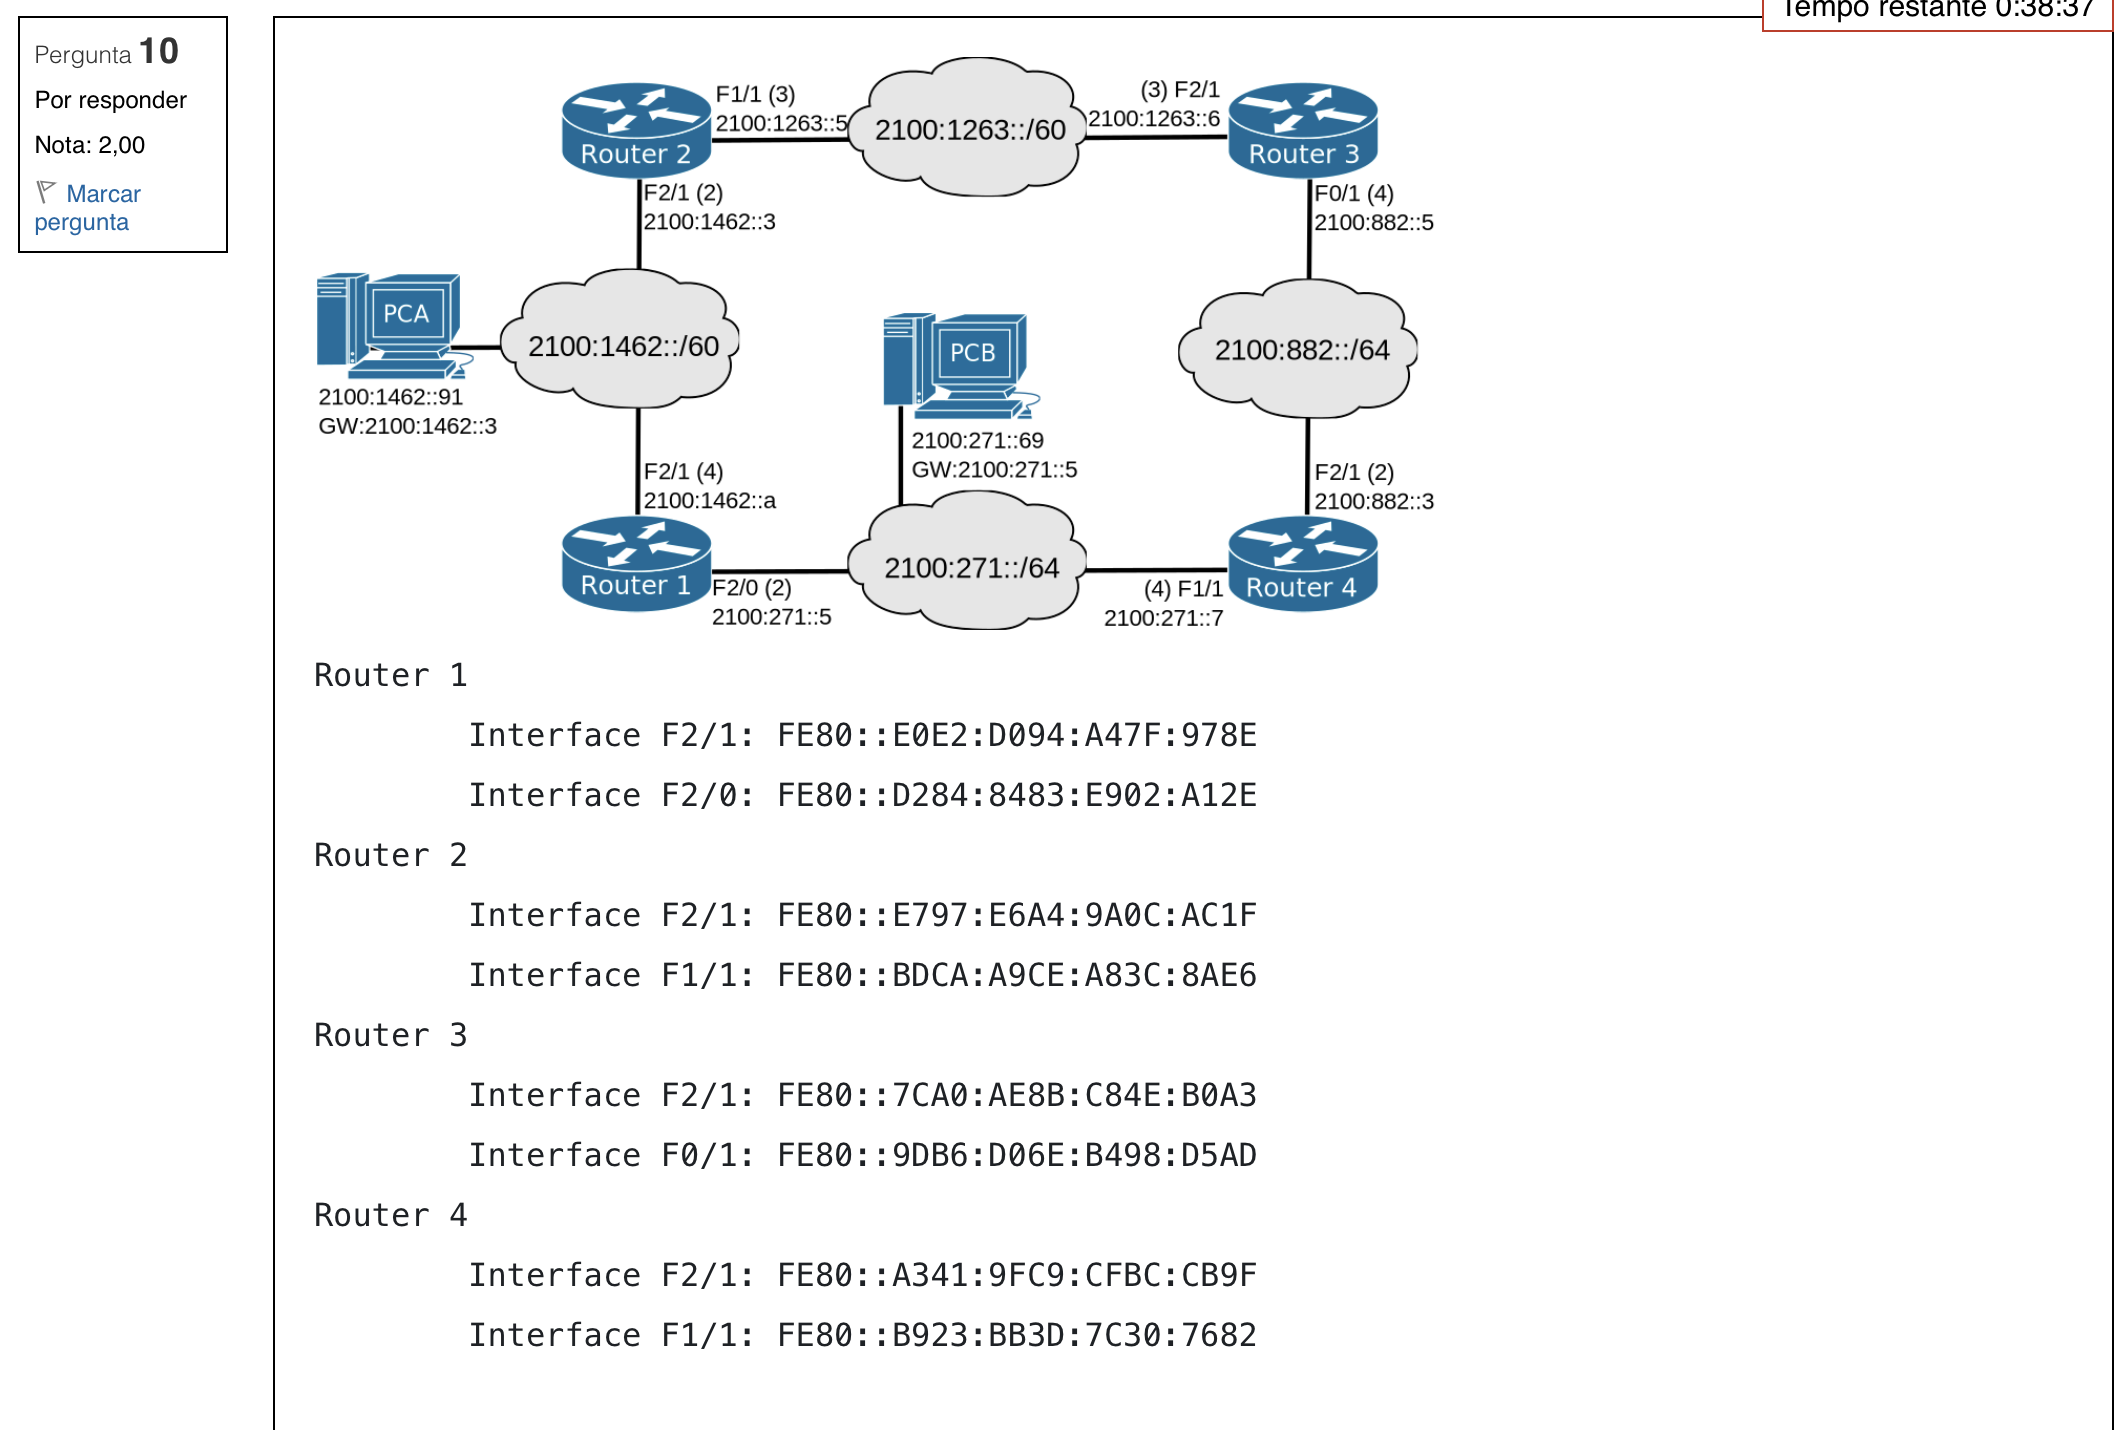 Tempo restante 0:38:37
Pergunta 10
Por responder
Nota: 2,00
Marcar
pergunta
F1/1 (3)
2100:1263::5
2100:1263::/60
(3) F2/1
2100:1263::6
Router 2
Router 3
F2/1 (2)
2100:1462::3
F0/1 (4)
2100:882::5
PCA
2100:1462::/60
PCB
2100:882::/64
2100:1462::91
GW:2100:1462::3
2100:271::69
GW:2100:271::5
F2/1 (4)
2100:1462::a
F2/1 (2)
2100:882::3
2100:271::/64
Router 1
Router 4
F2/0 (2)
2100:271::5
(4) F1/1
2100:271::7
Router 1
Interface F2/1: FE80::E0E2:D094:A47F:978E
Interface F2/0: FE80::D284:8483:E902:A12E
Router 2
Interface F2/1: FE80::E797:E6A4:9A0C:AC1F
Interface F1/1: FE80::BDCA:A9CE:A83C:8AE6
Router 3
Interface F2/1: FE80::7CA0:AE8B:C84E:B0A3
Interface F0/1: FE80::9DB6:D06E:B498:D5AD
Router 4
Interface F2/1: FE80::A341:9FC9:CFBC:CB9F
Interface F1/1: FE80::B923:BB3D:7C30:7682